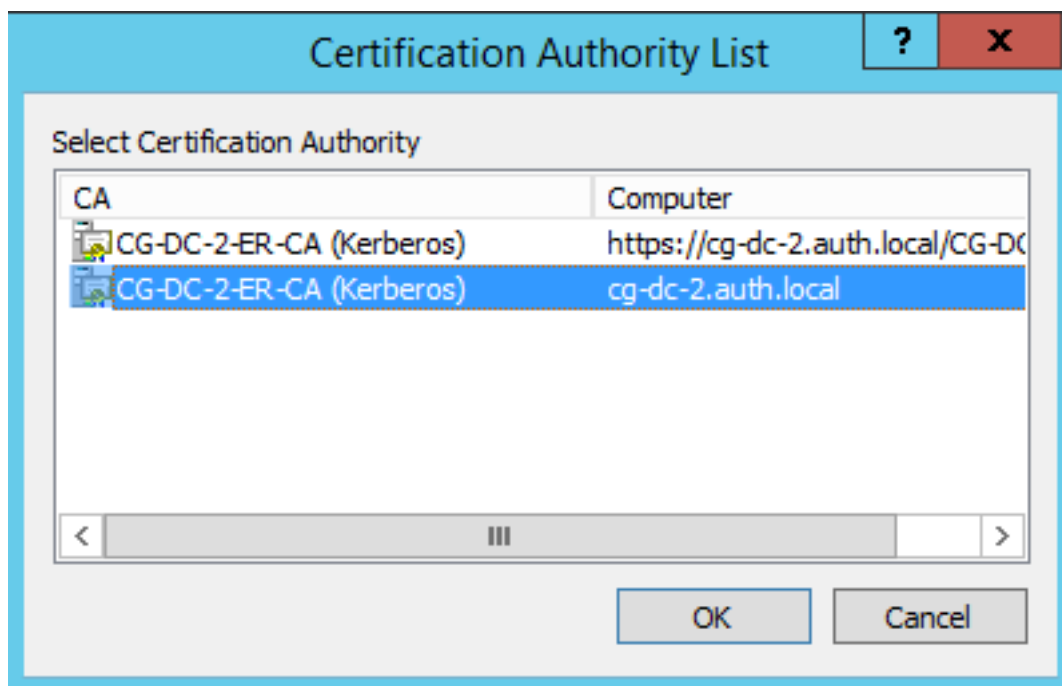 Certification Authority List
? x
Select Certification Authority
CA Computer
CG-DC-2-ER-CA (Kerberos) https://cg-dc-2.auth.local/CG-DC
CG-DC-2-ER-CA (Kerberos) cg-dc-2.auth.local
OK Cancel